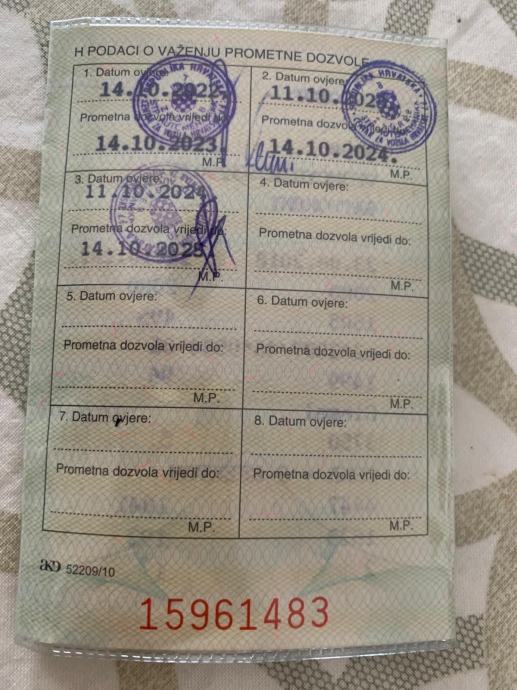 H PODACI O VAŽENJU PROMETNE DOZVOLE
1. Datum ovjere:
14.10.2022.
Prometna dozvola vrijedi do:
14.10.2023.
M.P.
2. Datum ovjere:
11.10.2023.
Prometna dozvola vrijedi do:
14.10.2024.
M.P.
3. Datum ovjere:
11.10.2024.
Prometna dozvola vrijedi do:
14.10.2025.
M.P.
4. Datum ovjere:
Prometna dozvola vrijedi do:
M.P.
5. Datum ovjere:
Prometna dozvola vrijedi do:
M.P.
6. Datum ovjere:
Prometna dozvola vrijedi do:
M.P.
7. Datum ovjere:
Prometna dozvola vrijedi do:
M.P.
8. Datum ovjere:
Prometna dozvola vrijedi do:
M.P.
AKD 52209/10
15961483